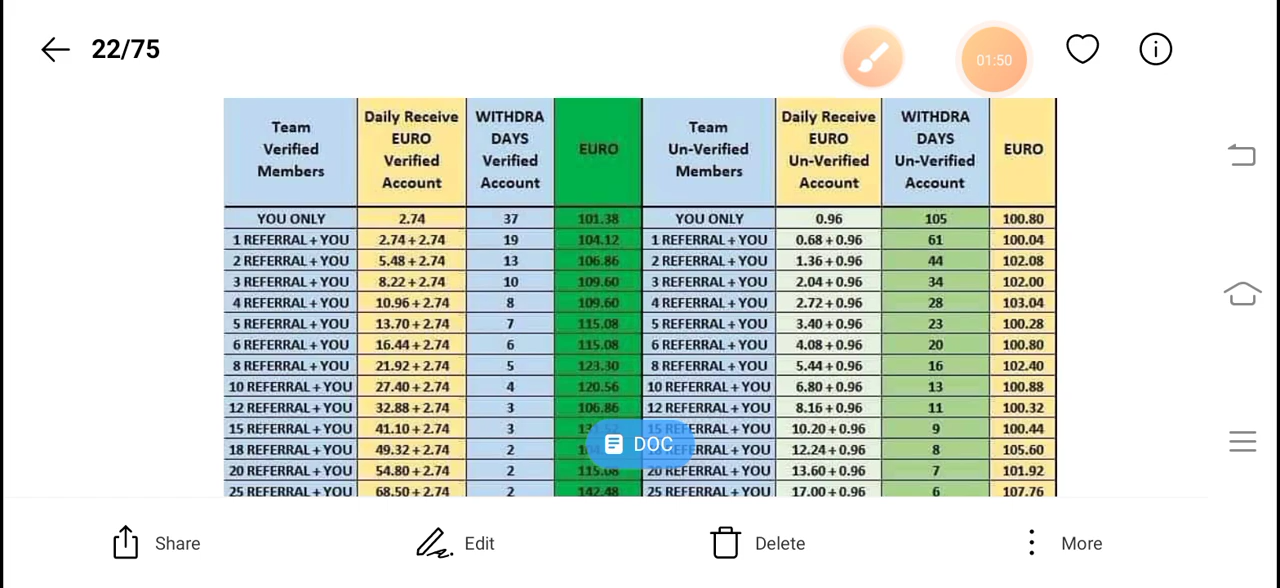 22/75
01:50
Team Verified Members | Daily Receive EURO Verified Account | WITHDRA DAYS Verified Account | EURO | Team Un-Verified Members | Daily Receive EURO Un-Verified Account | WITHDRA DAYS Un-Verified Account | EURO
YOU ONLY | 2.74 | 37 | 101.38 | YOU ONLY | 0.96 | 105 | 100.80
1 REFERRAL + YOU | 2.74 + 2.74 | 19 | 104.12 | 1 REFERRAL + YOU | 0.68 + 0.96 | 61 | 100.04
2 REFERRAL + YOU | 5.48 + 2.74 | 13 | 106.86 | 2 REFERRAL + YOU | 1.36 + 0.96 | 44 | 102.08
3 REFERRAL + YOU | 8.22 + 2.74 | 10 | 109.60 | 3 REFERRAL + YOU | 2.04 + 0.96 | 34 | 102.00
4 REFERRAL + YOU | 10.96 + 2.74 | 8 | 109.60 | 4 REFERRAL + YOU | 2.72 + 0.96 | 28 | 103.04
5 REFERRAL + YOU | 13.70 + 2.74 | 7 | 115.08 | 5 REFERRAL + YOU | 3.40 + 0.96 | 23 | 100.28
6 REFERRAL + YOU | 16.44 + 2.74 | 6 | 115.08 | 6 REFERRAL + YOU | 4.08 + 0.96 | 20 | 100.80
8 REFERRAL + YOU | 21.92 + 2.74 | 5 | 123.30 | 8 REFERRAL + YOU | 5.44 + 0.96 | 16 | 102.40
10 REFERRAL + YOU | 27.40 + 2.74 | 4 | 120.56 | 10 REFERRAL + YOU | 6.80 + 0.96 | 13 | 100.88
12 REFERRAL + YOU | 32.88 + 2.74 | 3 | 106.86 | 12 REFERRAL + YOU | 8.16 + 0.96 | 11 | 100.32
15 REFERRAL + YOU | 41.10 + 2.74 | 3 | 15 REFERRAL + YOU | 10.20 + 0.96 | 9 | 100.44
DOC
18 REFERRAL + YOU | 49.32 + 2.74 | 2 | REFERRAL + YOU | 12.24 + 0.96 | 8 | 105.60
20 REFERRAL + YOU | 54.80 + 2.74 | 2 | 115.08 | 20 REFERRAL + YOU | 13.60 + 0.96 | 7 | 101.92
25 REFERRAL + YOU | 68.50 + 2.74 | 2 | 142.48 | 25 REFERRAL + YOU | 17.00 + 0.96 | 6 | 107.76
Share
Edit
Delete
More